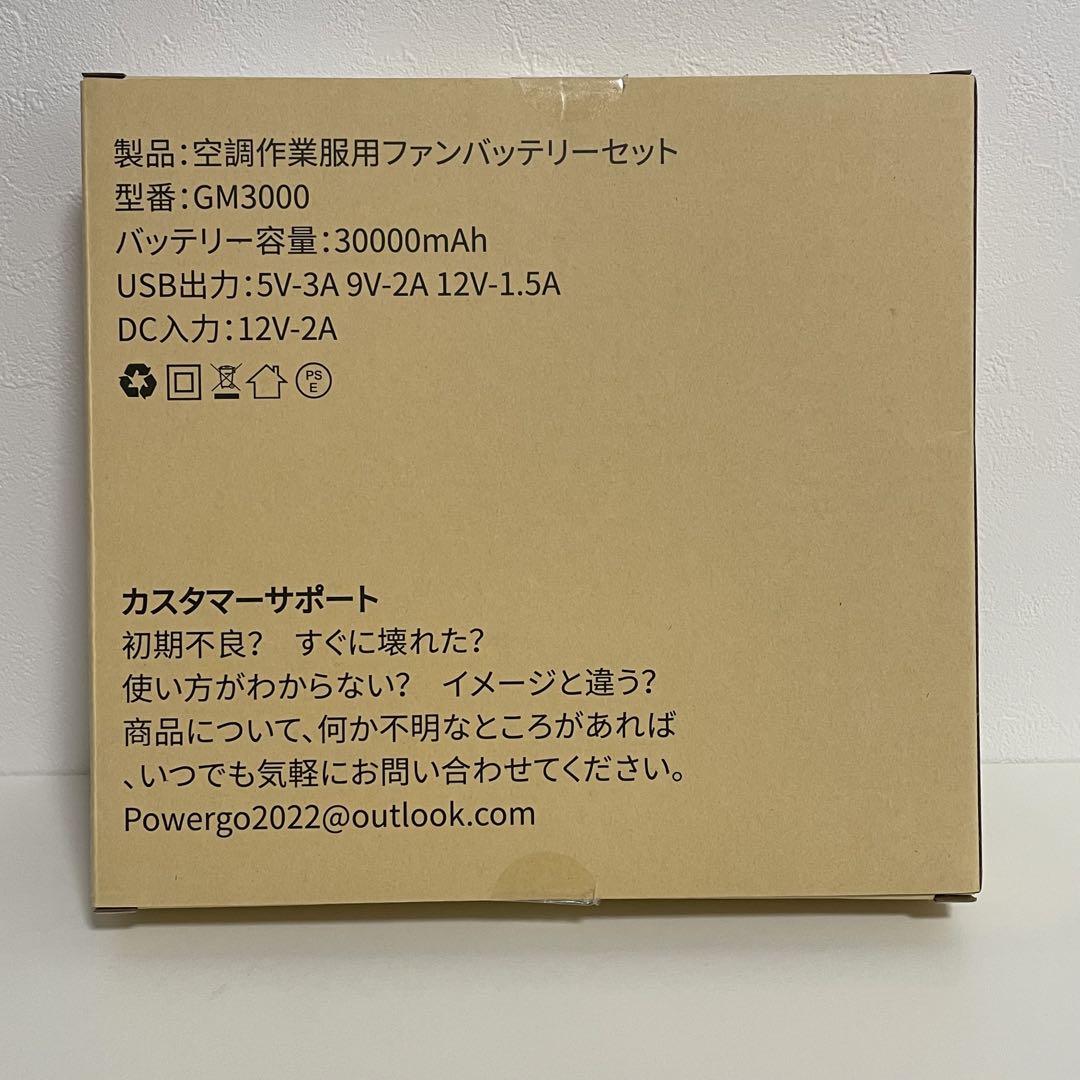 製品：空調作業服用ファンバッテリーセット
型番：GM3000
バッテリー容量：30000mAh
USB出力：5V-3A 9V-2A 12V-1.5A
DC入力：12V-2A
PS
E
カスタマーサポート
初期不良？　すぐに壊れた？
使い方がわからない？　イメージと違う？
商品について、何か不明なところがあれば
、いつでも気軽にお問い合わせてください。
Powergo2022@outlook.com